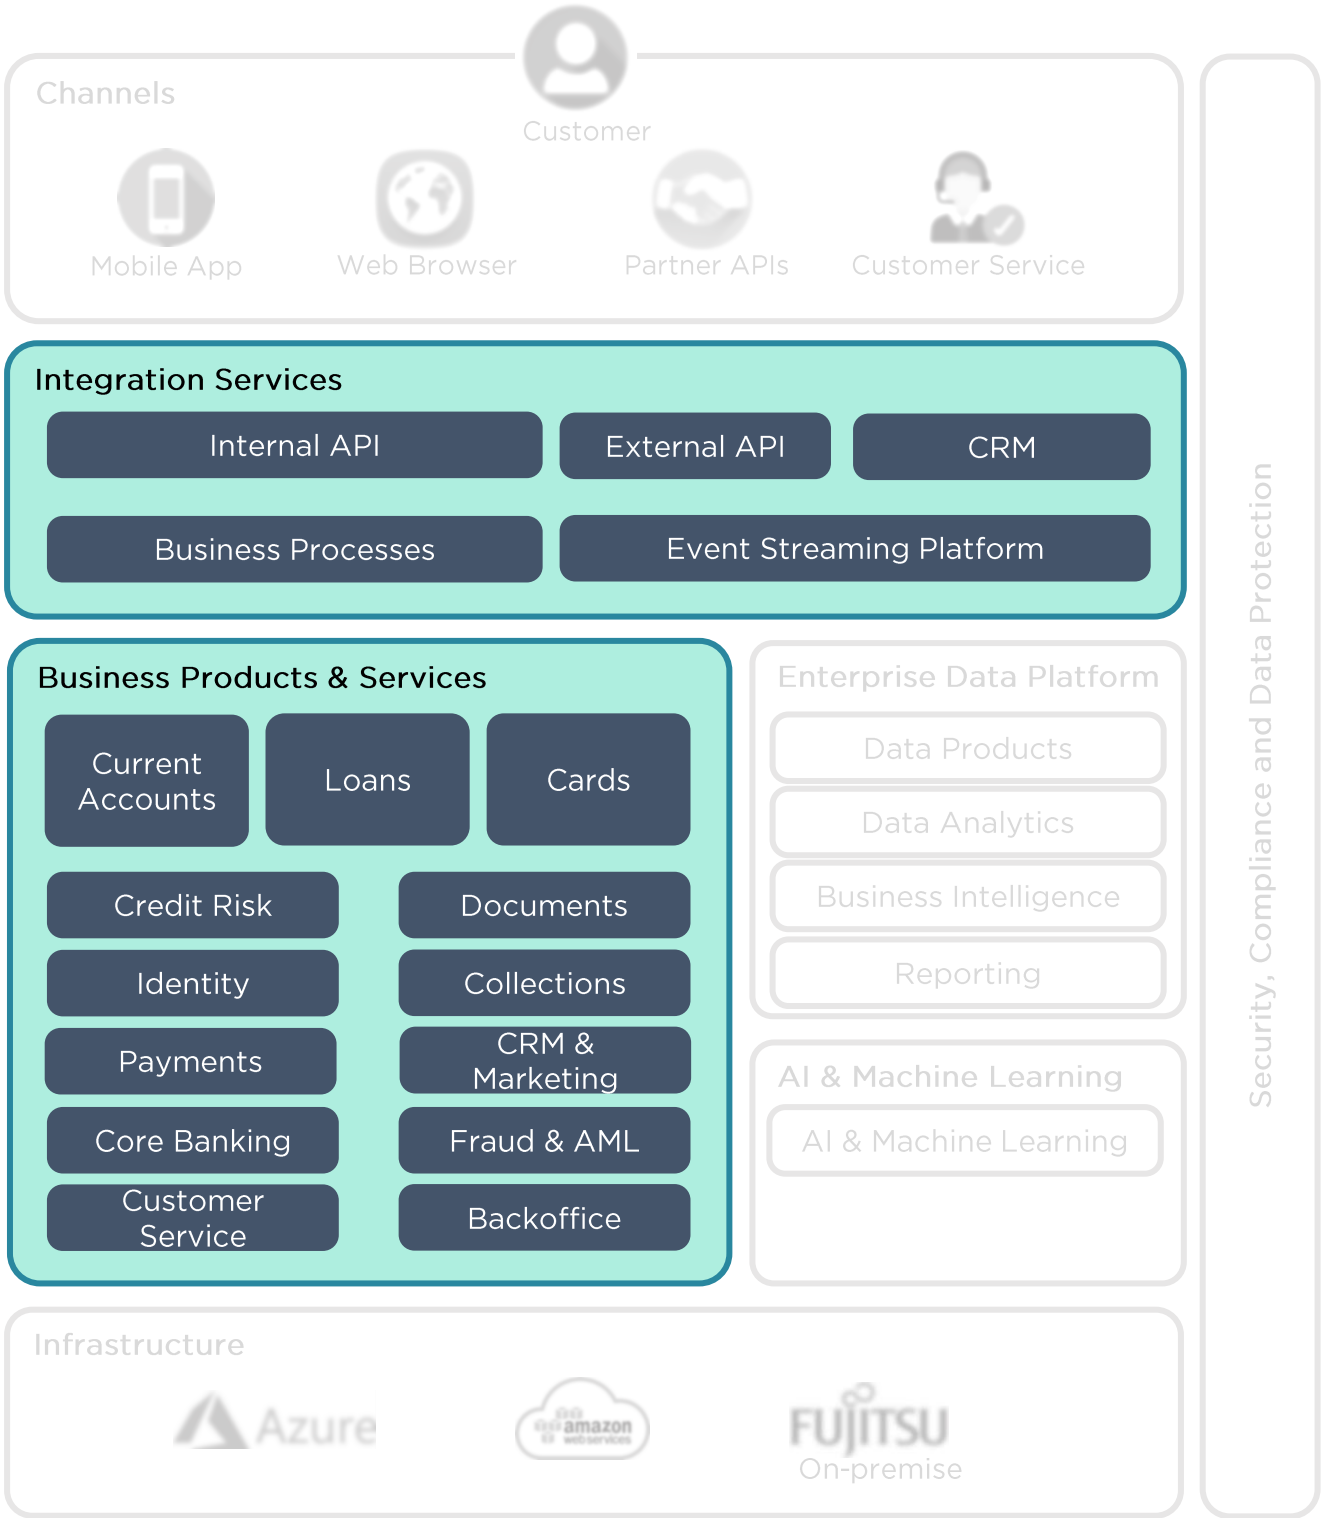 Channels
Customer
Mobile App
Web Browser
Partner APIs
Customer Service
Integration Services
Internal API
External API
CRM
Business Processes
Event Streaming Platform
Business Products & Services
Current
Accounts
Loans
Cards
Credit Risk
Documents
Identity
Collections
Payments
CRM &
Marketing
Core Banking
Fraud & AML
Customer
Service
Backoffice
Enterprise Data Platform
Data Products
Data Analytics
Business Intelligence
Reporting
AI & Machine Learning
AI & Machine Learning
Infrastructure
Azure
amazon
webservices
FUJITSU
On-premise
Security, Compliance and Data Protection